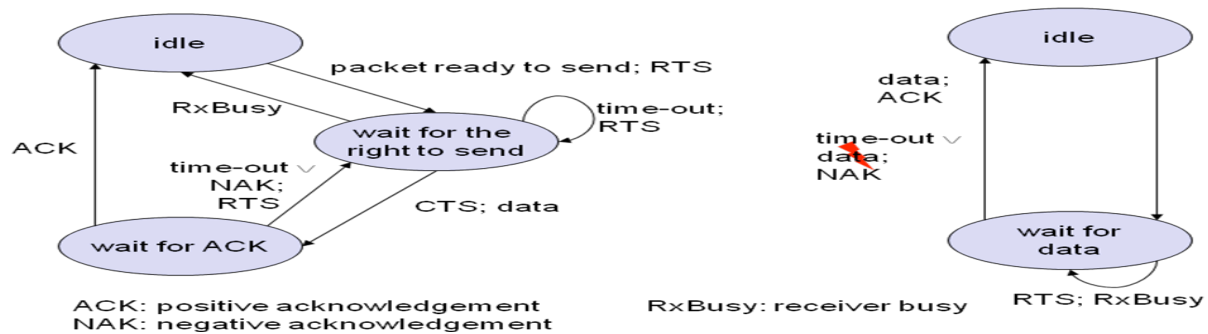 idle
packet ready to send; RTS
RxBusy
time-out;
RTS
wait for the
right to send
ACK
time-out ∨
NAK;
RTS
CTS; data
wait for ACK
ACK: positive acknowledgement
NAK: negative acknowledgement
idle
data;
ACK
time-out ∨
data;
NAK
wait for
data
RTS; RxBusy
RxBusy: receiver busy